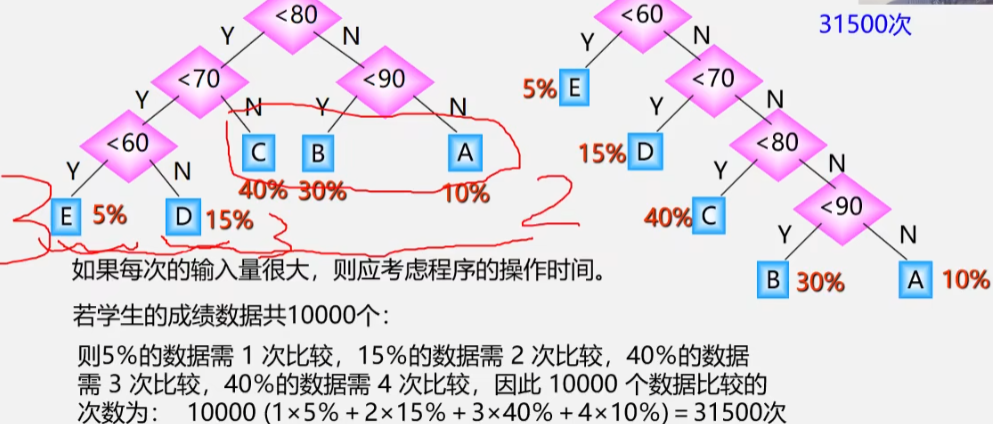 <80 <60 31500次
Y N Y N
<70 <90 5% E <70
Y N Y N Y N
<60 C B A 15% D <80
Y N 40% 30% 10% Y N
3 E 5% D 15% 3 2 40% C <90
Y N
B 30% A 10%
如果每次的输入量很大，则应考虑程序的操作时间。
若学生的成绩数据共10000个：
则5%的数据需 1 次比较，15%的数据需 2 次比较，40%的数据
需 3 次比较，40%的数据需 4 次比较，因此 10000 个数据比较的
次数为： 10000 (1×5%＋2×15%＋3×40%＋4×10%)＝31500次